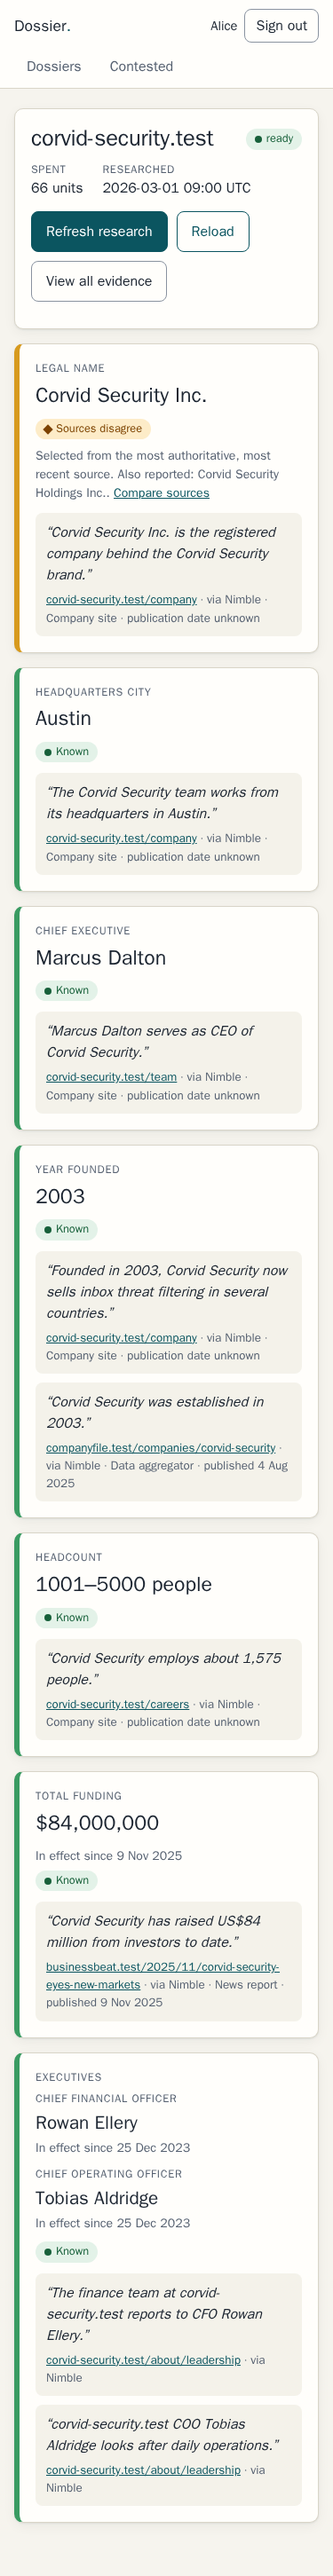 Dossier.
Alice
Sign out
Dossiers
Contested
corvid-security.test
ready
SPENT
RESEARCHED
66 units
2026-03-01 09:00 UTC
Refresh research
Reload
View all evidence
LEGAL NAME
Corvid Security Inc.
Sources disagree
Selected from the most authoritative, most
recent source. Also reported: Corvid Security
Holdings Inc.. Compare sources
“Corvid Security Inc. is the registered
company behind the Corvid Security
brand.”
corvid-security.test/company · via Nimble ·
Company site · publication date unknown
HEADQUARTERS CITY
Austin
Known
“The Corvid Security team works from
its headquarters in Austin.”
corvid-security.test/company · via Nimble ·
Company site · publication date unknown
CHIEF EXECUTIVE
Marcus Dalton
Known
“Marcus Dalton serves as CEO of
Corvid Security.”
corvid-security.test/team · via Nimble ·
Company site · publication date unknown
YEAR FOUNDED
2003
Known
“Founded in 2003, Corvid Security now
sells inbox threat filtering in several
countries.”
corvid-security.test/company · via Nimble ·
Company site · publication date unknown
“Corvid Security was established in
2003.”
companyfile.test/companies/corvid-security ·
via Nimble · Data aggregator · published 4 Aug
2025
HEADCOUNT
1001–5000 people
Known
“Corvid Security employs about 1,575
people.”
corvid-security.test/careers · via Nimble ·
Company site · publication date unknown
TOTAL FUNDING
$84,000,000
In effect since 9 Nov 2025
Known
“Corvid Security has raised US$84
million from investors to date.”
businessbeat.test/2025/11/corvid-security-
eyes-new-markets · via Nimble · News report ·
published 9 Nov 2025
EXECUTIVES
CHIEF FINANCIAL OFFICER
Rowan Ellery
In effect since 25 Dec 2023
CHIEF OPERATING OFFICER
Tobias Aldridge
In effect since 25 Dec 2023
Known
“The finance team at corvid-
security.test reports to CFO Rowan
Ellery.”
corvid-security.test/about/leadership · via
Nimble
“corvid-security.test COO Tobias
Aldridge looks after daily operations.”
corvid-security.test/about/leadership · via
Nimble